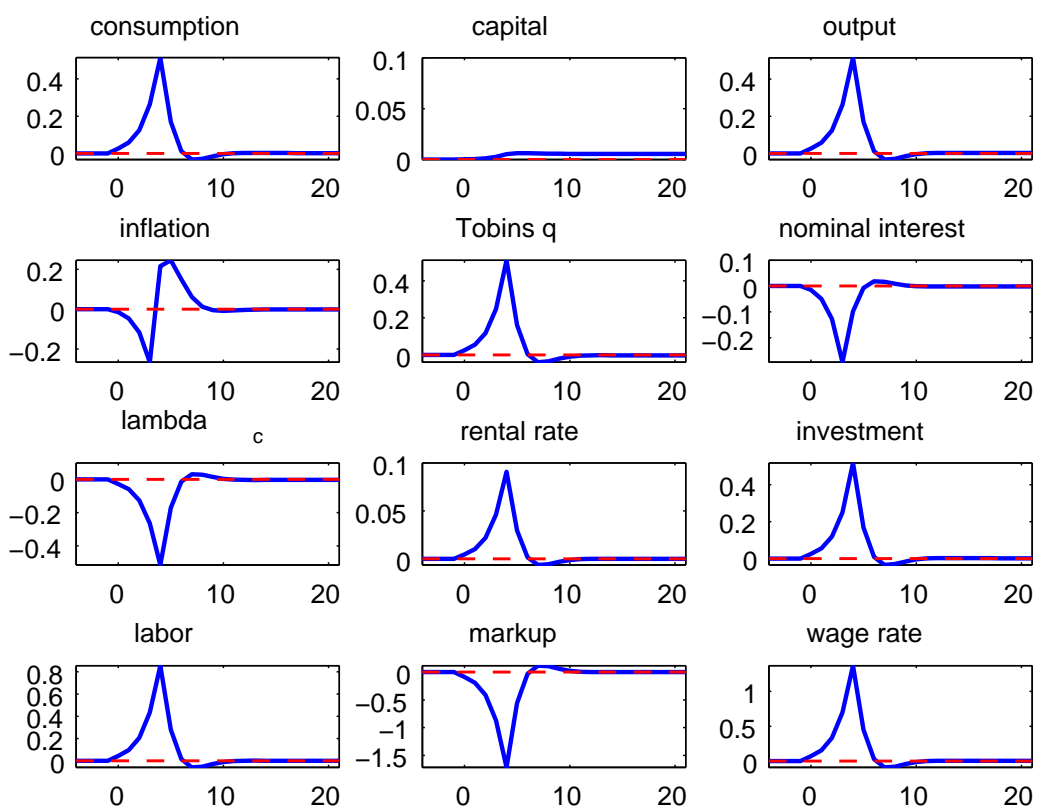 consumption capital output
0.4 0.1 0.4
0.2 0.05 0.2
0 0 0
0 10 20 0 10 20 0 10 20
inflation Tobins q nominal interest
0.2 0.4 0.1
0 0.2 0
−0.2 0 −0.1
−0.2
0 10 20 0 10 20 0 10 20
lambda c rental rate investment
0 0.1 0.4
−0.2 0.05 0.2
−0.4 0 0
0 10 20 0 10 20 0 10 20
labor markup wage rate
0.8 0 1
0.6 −0.5 0.5
0.4 −1 0
0.2 −1.5
0
0 10 20 0 10 20 0 10 20